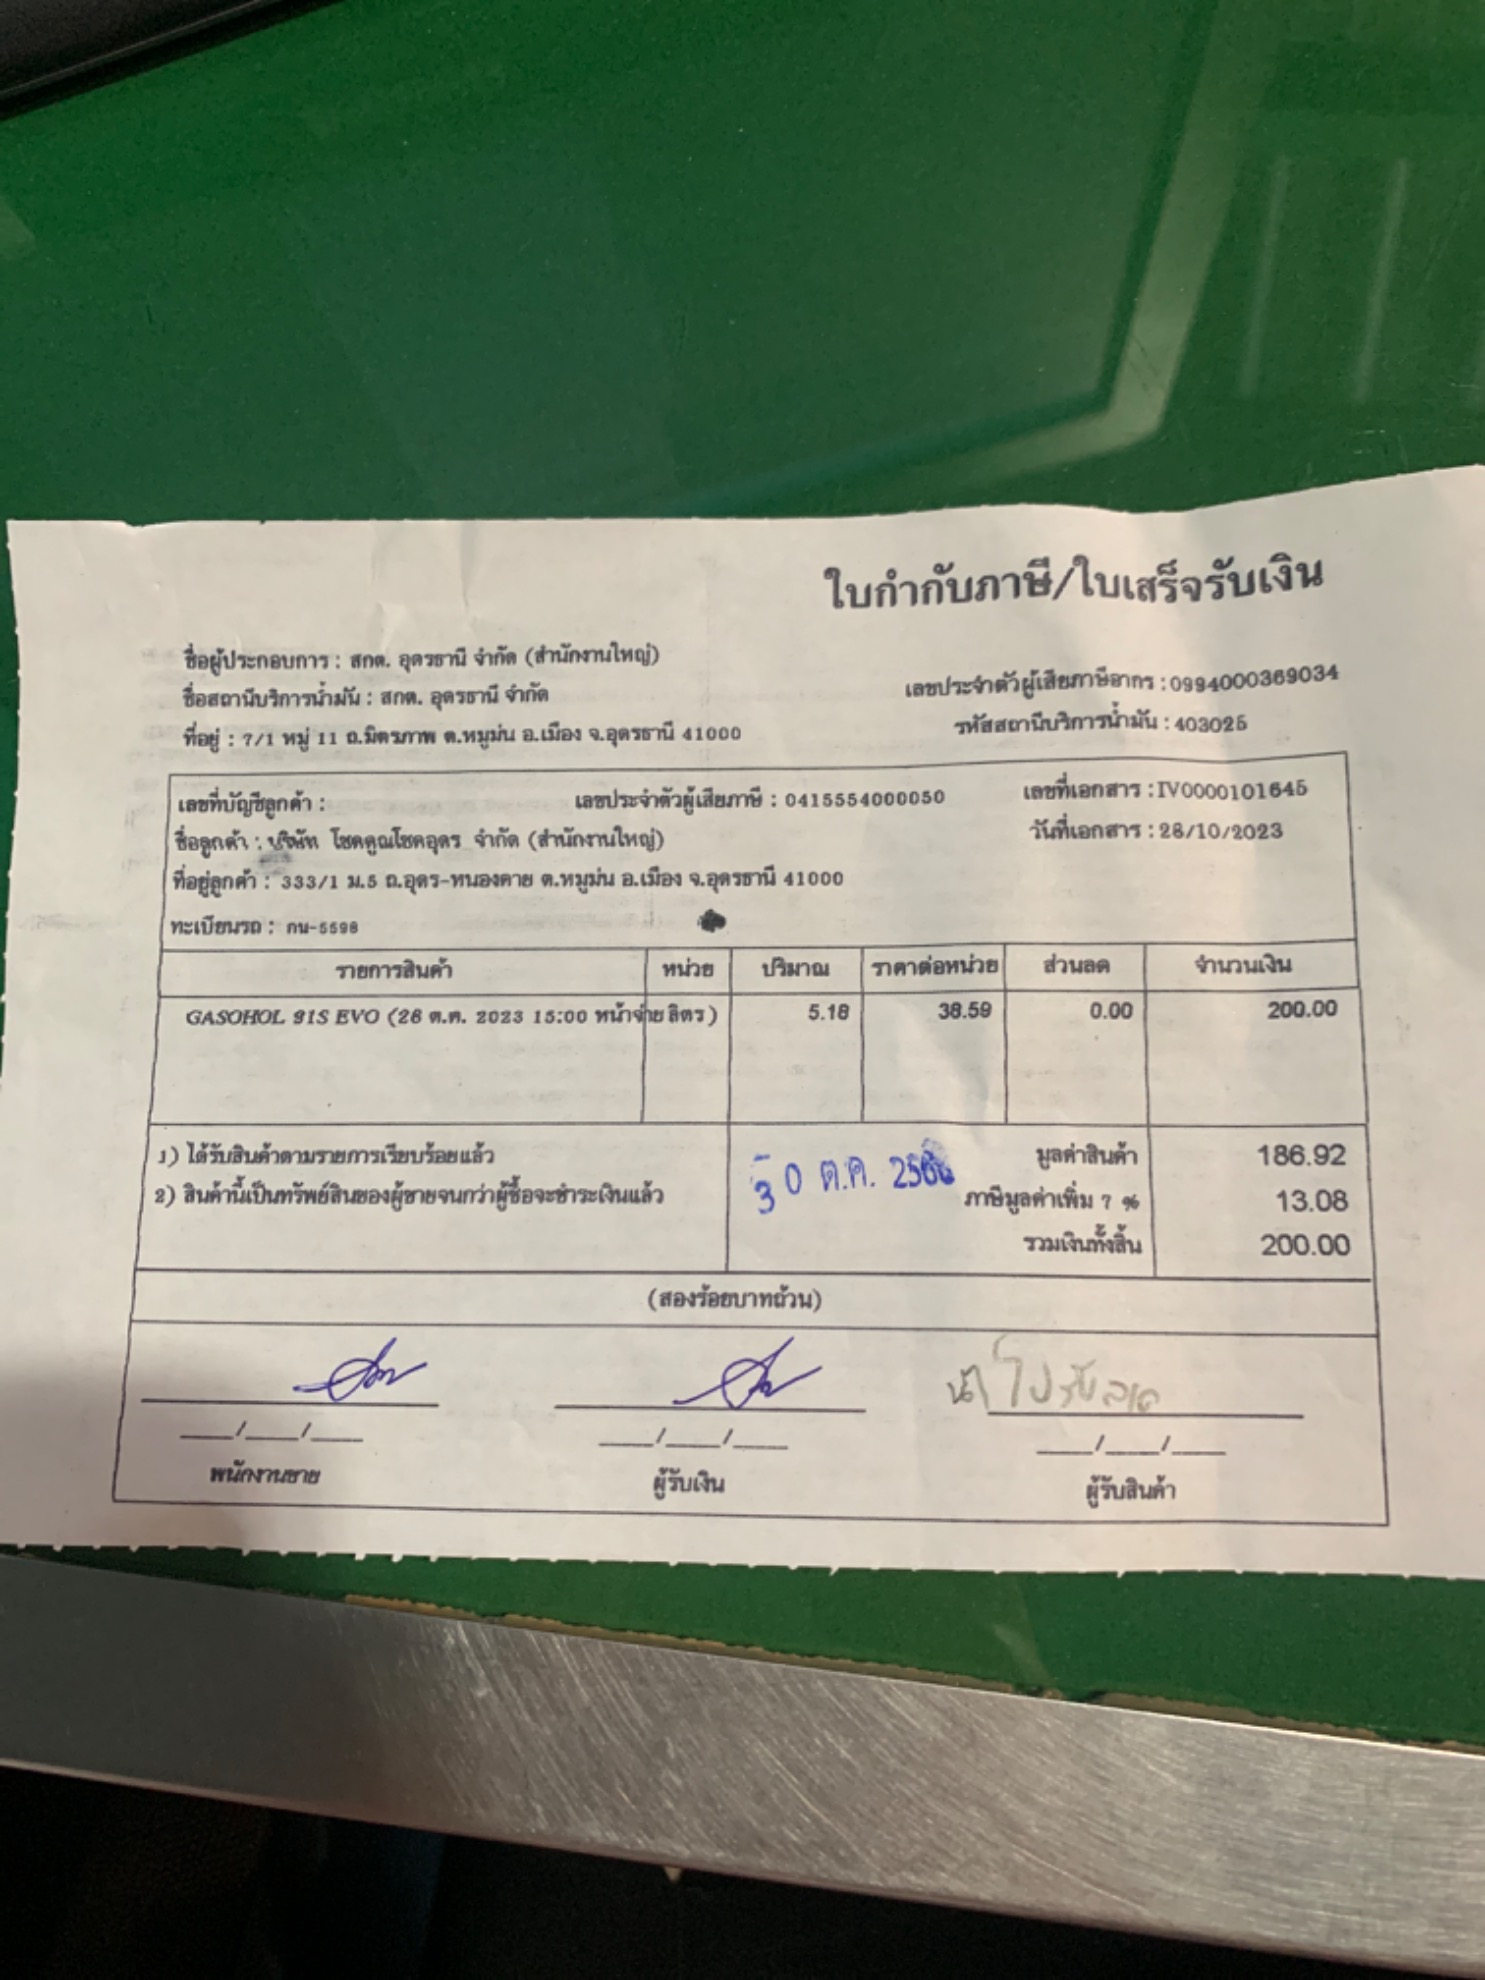 ใบกำกับภาษี/ใบเสร็จรับเงิน
ชื่อผู้ประกอบการ : สกต. อุดรธานี จำกัด (สำนักงานใหญ่)
เลขประจำตัวผู้เสียภาษีอากร : 0994000369034
ชื่อสถานีบริการน้ำมัน : สกต. อุดรธานี จำกัด
รหัสสถานีบริการน้ำมัน : 403025
ที่อยู่ : 7/1 หมู่ 11 ถ.มิตรภาพ ต.หมูม่น อ.เมือง จ.อุดรธานี 41000
เลขที่บัญชีลูกค้า : เลขประจำตัวผู้เสียภาษี : 0415554000050 เลขที่เอกสาร : IV0000101645
ชื่อลูกค้า : บริษัท โชคคูณโชคอุดร จำกัด (สำนักงานใหญ่) วันที่เอกสาร : 28/10/2023
ที่อยู่ลูกค้า : 333/1 ม.5 ถ.อุดร-หนองคาย ต.หมูม่น อ.เมือง จ.อุดรธานี 41000
ทะเบียนรถ : กน-5598
รายการสินค้า หน่วย ปริมาณ ราคาต่อหน่วย ส่วนลด จำนวนเงิน
GASOHOL 91S EVO (28 ต.ค. 2023 15:00 หน้าจ่าย ลิตร) 5.18 38.59 0.00 200.00
1) ได้รับสินค้าตามรายการเรียบร้อยแล้ว
2) สินค้านี้เป็นทรัพย์สินของผู้ขายจนกว่าผู้ซื้อจะชำระเงินแล้ว
30 ต.ค. 2566
มูลค่าสินค้า 186.92
ภาษีมูลค่าเพิ่ม 7 % 13.08
รวมเงินทั้งสิ้น 200.00
(สองร้อยบาทถ้วน)
___/___/___ ___/___/___ ___/___/___
พนักงานขาย ผู้รับเงิน ผู้รับสินค้า